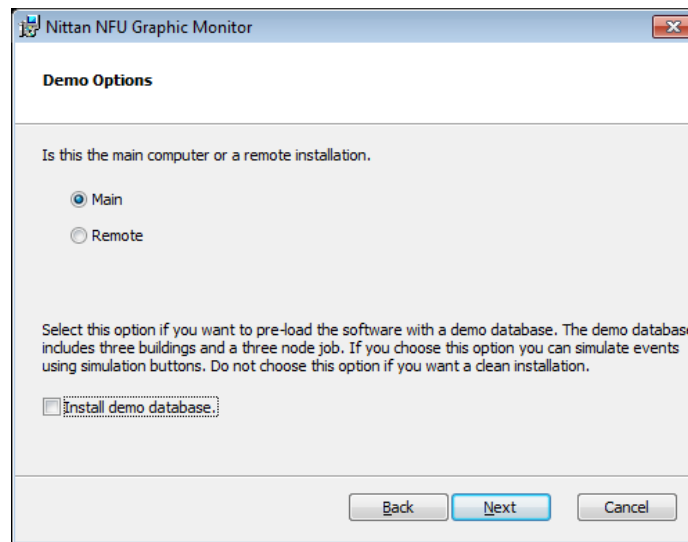 Nittan NFU Graphic Monitor
Demo Options
Is this the main computer or a remote installation.
Main
Remote
Select this option if you want to pre-load the software with a demo database. The demo database
includes three buildings and a three node job. If you choose this option you can simulate events
using simulation buttons. Do not choose this option if you want a clean installation.
Install demo database.
Back Next Cancel